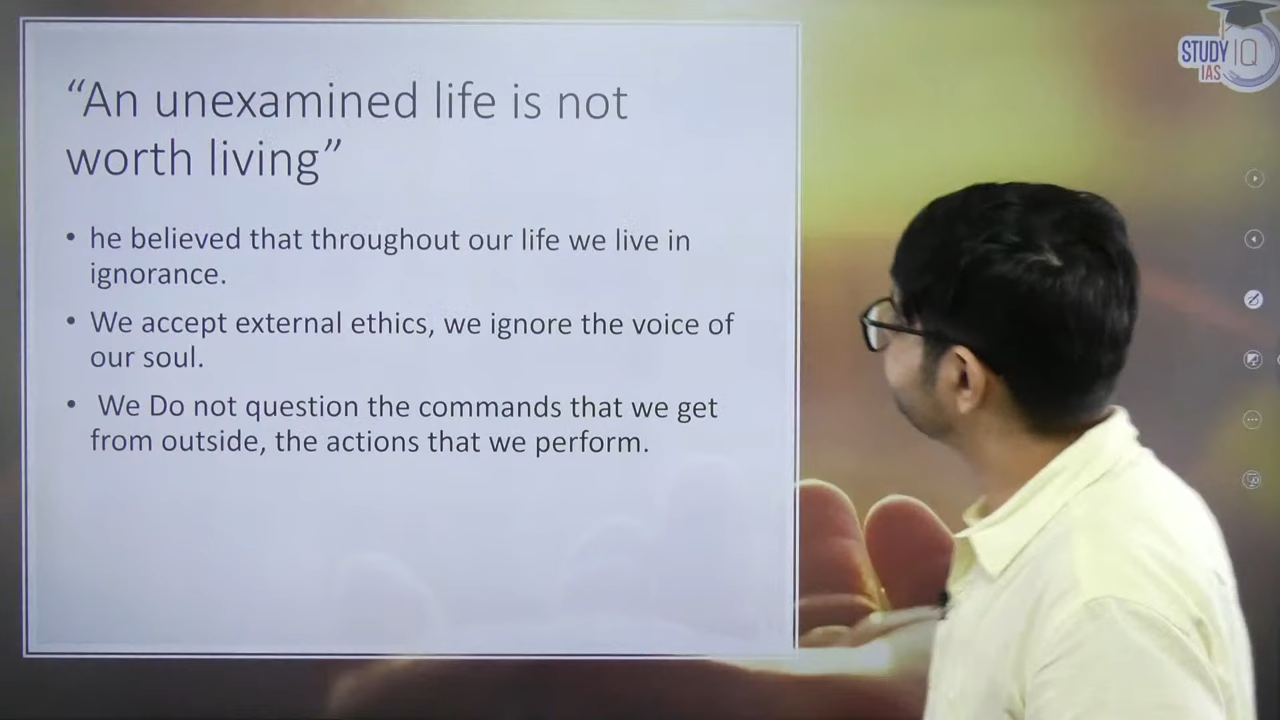 “An unexamined life is not
worth living”
• he believed that throughout our life we live in
ignorance.
• We accept external ethics, we ignore the voice of
our soul.
• We Do not question the commands that we get
from outside, the actions that we perform.
STUDY IQ
IAS